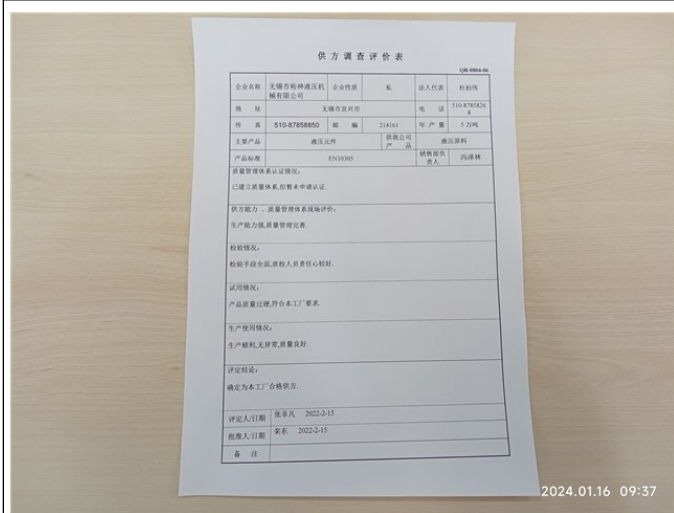 供方调查评价表
QR-0804-06
企业名称 无锡市裕神液压机械有限公司 企业性质 私 法人代表 杜柏伟
地 址 无锡市宜兴市 电 话 510-87858268
传 真 510-87858850 邮 编 214161 年产量 5万吨
主要产品 液压元件 供我公司产品 液压原料
产品标准 EN10305 销售部负责人 冯泽林
质量管理体系认证情况:
已建立质量体系,但暂未申请认证.
供方能力 、质量管理体系现场评价:
生产能力强,质量管理完善.
检验情况:
检验手段全面,质检人员责任心较好.
试用情况:
产品质量过硬,符合本工厂要求.
生产使用情况:
生产顺利,无异常,质量良好.
评定结论:
确定为本工厂合格供方.
评定人/日期 张非凡 2022-2-15
批准人/日期 栾东 2022-2-15
备 注
2024.01.16 09:37